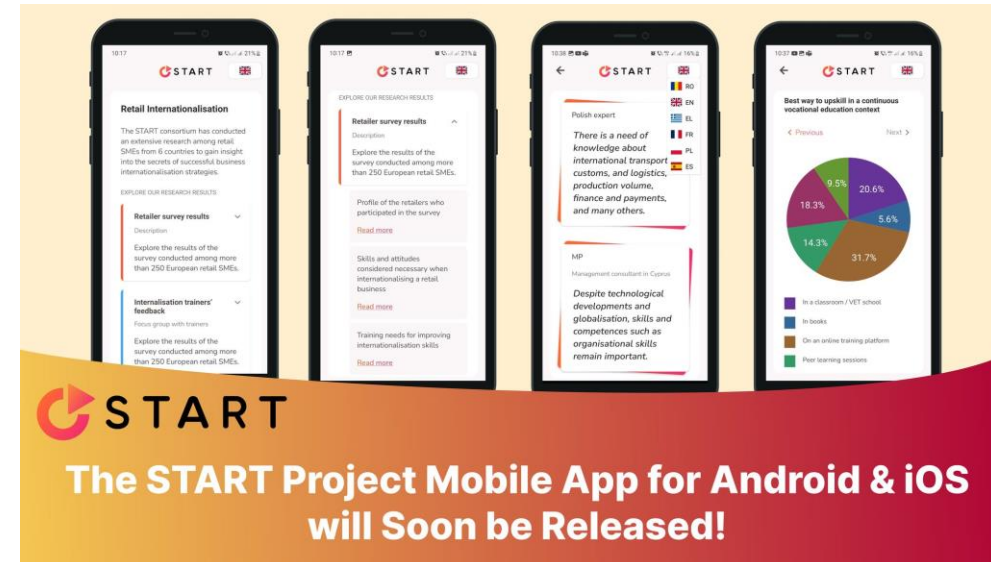 10:17
21%
START
Retail Internationalisation
The START consortium has conducted
an extensive research among retail
SMEs from 6 countries to gain insight
into the secrets of successful business
internationalisation strategies.
EXPLORE OUR RESEARCH RESULTS
Retailer survey results
Description
Explore the results of the
survey conducted among more
than 250 European retail SMEs.
Internalisation trainers'
feedback
Focus group with trainers
Explore the results of the
survey conducted among more
than 250 European retail SMEs.
10:17
21%
START
EXPLORE OUR RESEARCH RESULTS
Retailer survey results
Description
Explore the results of the
survey conducted among more
than 250 European retail SMEs.
Profile of the retailers who
participated in the survey
Read more
Skills and attitudes
considered necessary when
internationalising a retail
business
Read more
Training needs for improving
internationalisation skills
Read more
10:38
16%
START
RO
EN
EL
FR
PL
ES
Polish expert
There is a need of
knowledge about
international transport
customs, and logistics,
production volume,
finance and payments,
and many others.
MP
Management consultant in Cyprus
Despite technological
developments and
globalisation, skills and
competences such as
organisational skills
remain important.
10:37
16%
START
Best way to upskill in a continuous
vocational education context
< Previous
Next >
9.5%
20.6%
18.3%
5.6%
14.3%
31.7%
In a classroom / VET school
In books
On an online training platform
Peer learning sessions
START
The START Project Mobile App for Android & iOS
will Soon be Released!